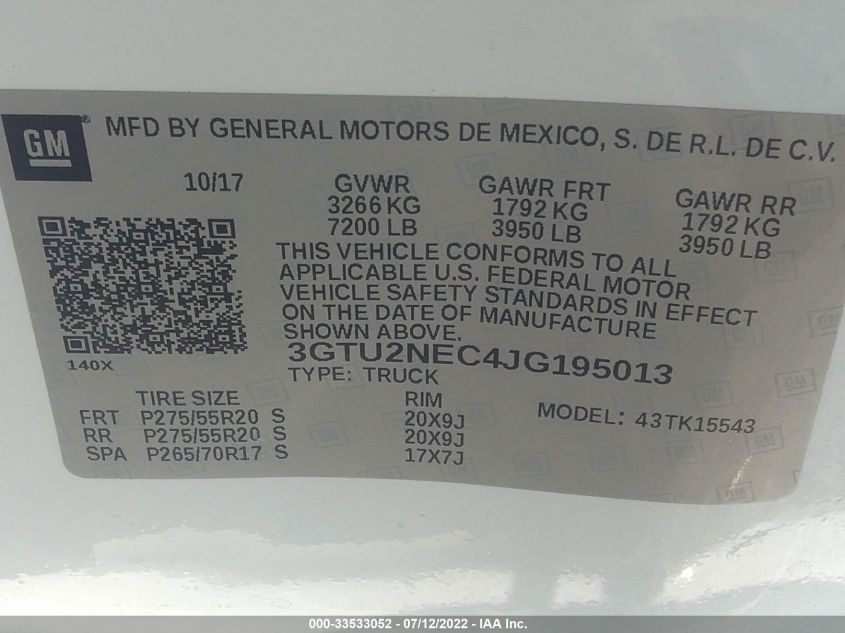 GM® MFD BY GENERAL MOTORS DE MEXICO, S. DE R.L. DE C.V.
10/17 GVWR GAWR FRT GAWR RR
3266 KG 1792 KG 1792 KG
7200 LB 3950 LB 3950 LB
THIS VEHICLE CONFORMS TO ALL
APPLICABLE U.S. FEDERAL MOTOR
VEHICLE SAFETY STANDARDS IN EFFECT
ON THE DATE OF MANUFACTURE
SHOWN ABOVE.
140X 3GTU2NEC4JG195013
TYPE: TRUCK
TIRE SIZE RIM
FRT P275/55R20 S 20X9J MODEL: 43TK15543
RR P275/55R20 S 20X9J
SPA P265/70R17 S 17X7J
000-33533052 - 07/12/2022 - IAA Inc.